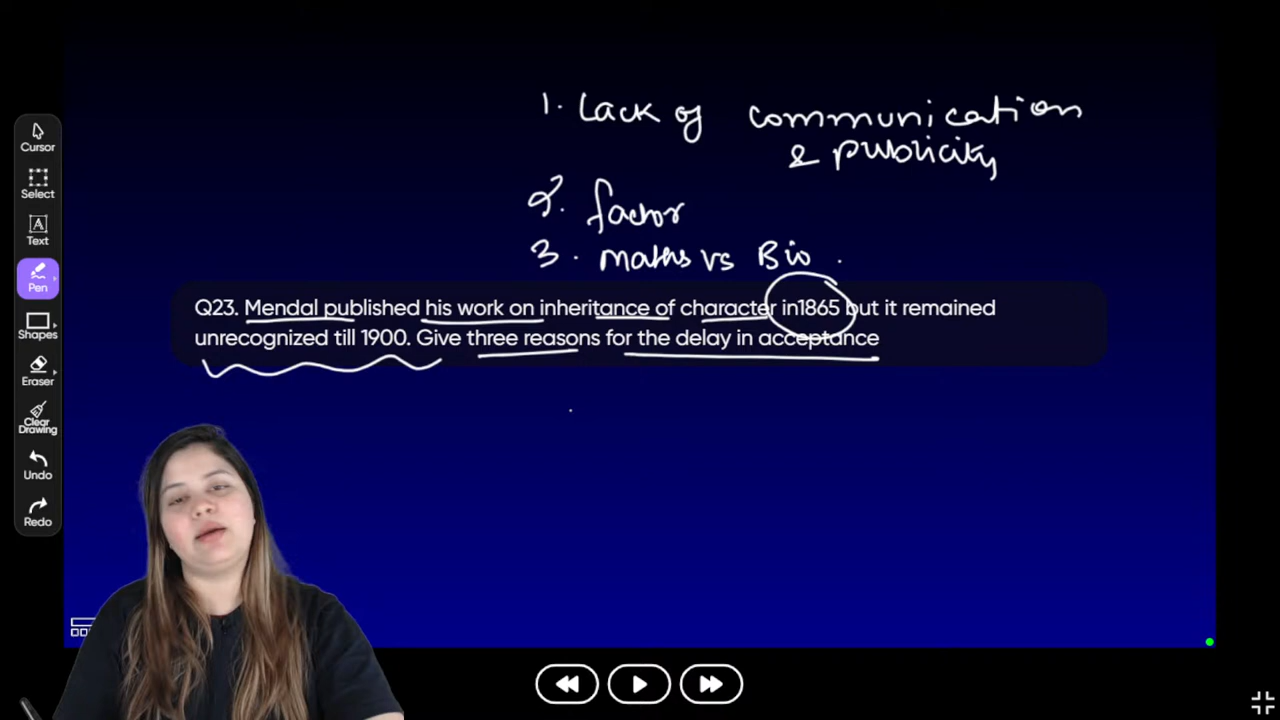 1. Lack of communication
& publicity
2. factor
3. maths vs Bio.
Q23. Mendal published his work on inheritance of character in1865 but it remained
unrecognized till 1900. Give three reasons for the delay in acceptance
Cursor
Select
Text
Pen
Shapes
Eraser
Clear
Drawing
Undo
Redo